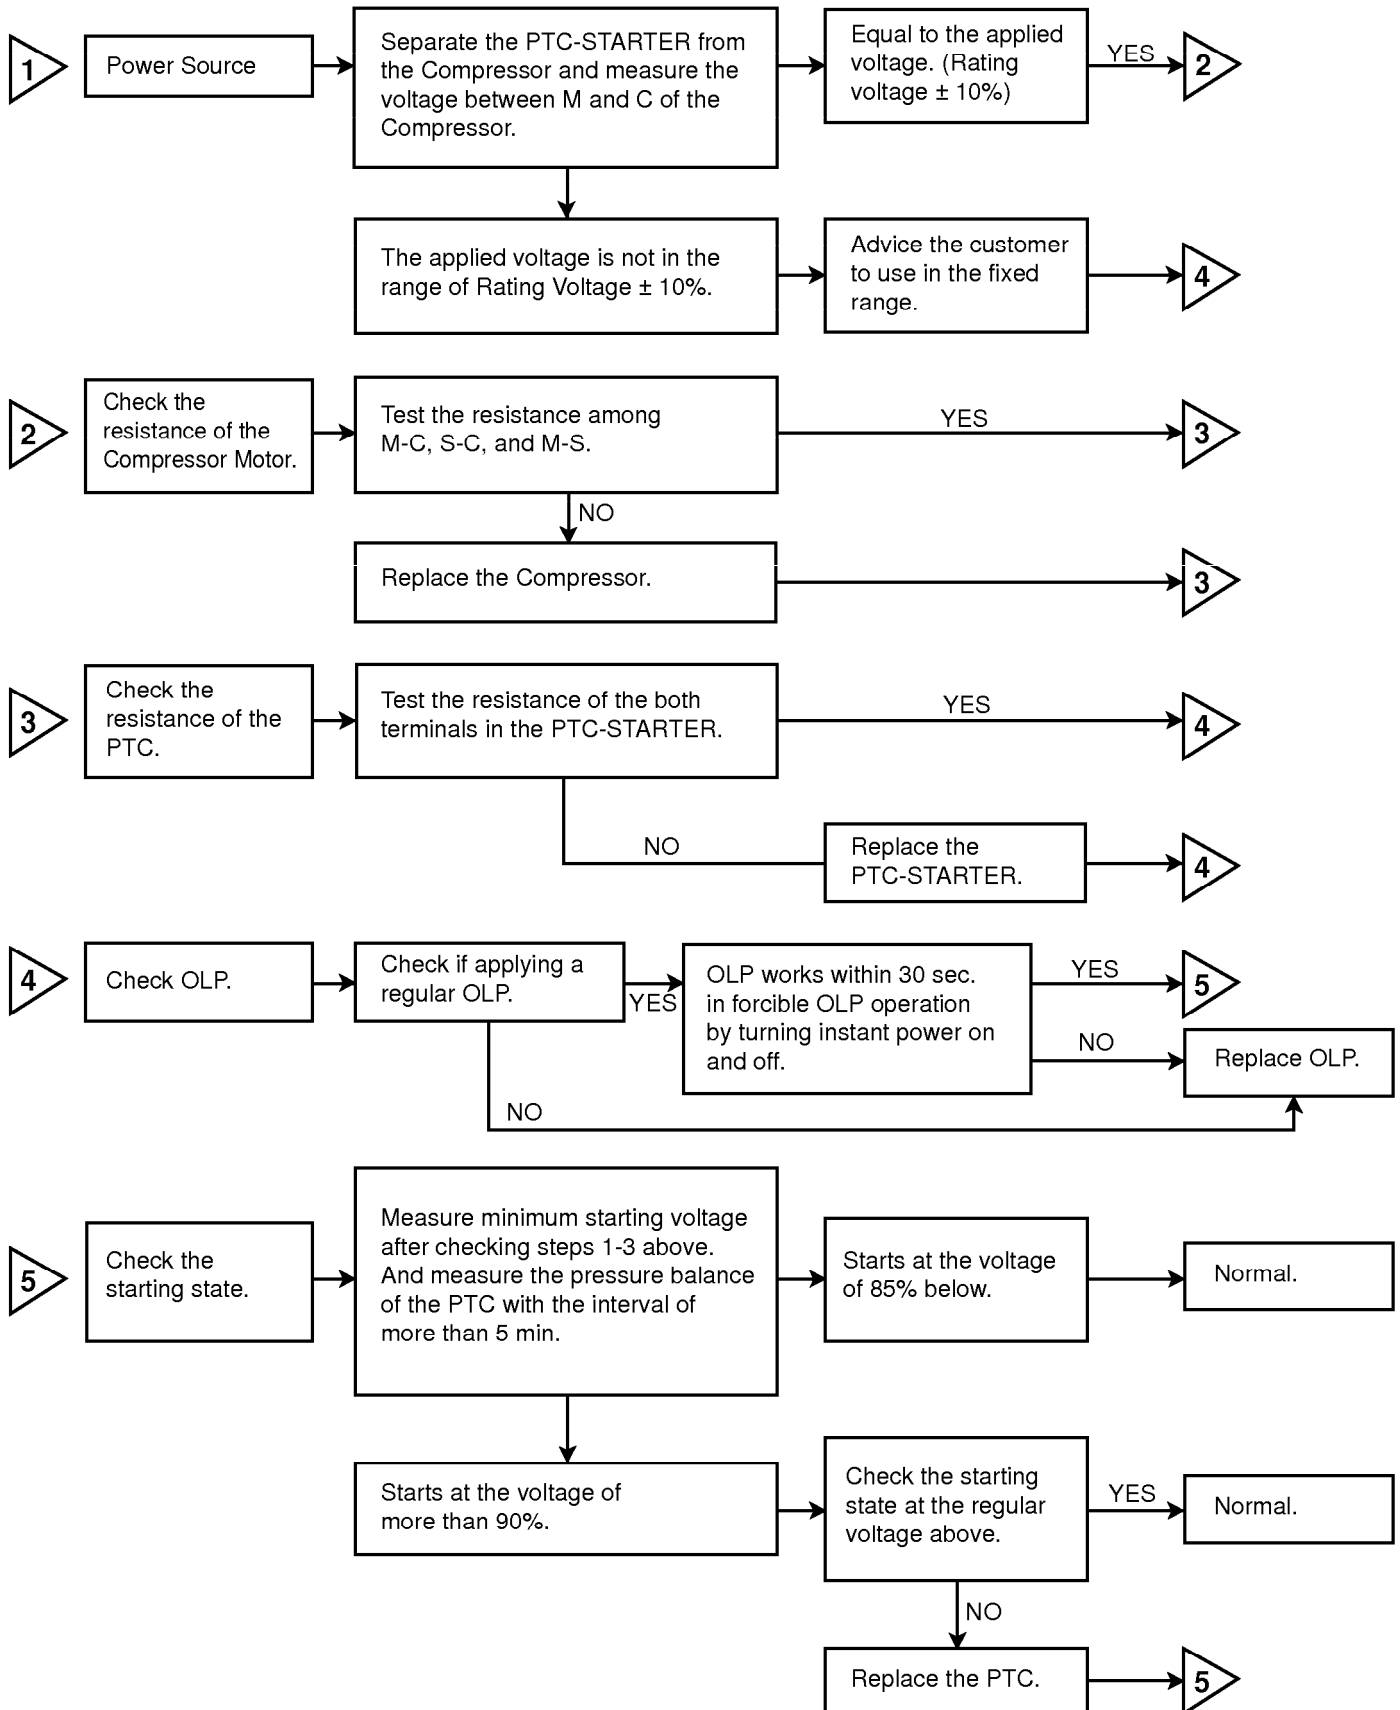 1
Power Source
Separate the PTC-STARTER from
the Compressor and measure the
voltage between M and C of the
Compressor.
Equal to the applied
voltage. (Rating
voltage ± 10%)
YES
2
The applied voltage is not in the
range of Rating Voltage ± 10%.
Advice the customer
to use in the fixed
range.
4
2
Check the
resistance of the
Compressor Motor.
Test the resistance among
M-C, S-C, and M-S.
YES
3
NO
Replace the Compressor.
3
3
Check the
resistance of the
PTC.
Test the resistance of the both
terminals in the PTC-STARTER.
YES
4
NO
Replace the
PTC-STARTER.
4
4
Check OLP.
Check if applying a
regular OLP.
YES
OLP works within 30 sec.
in forcible OLP operation
by turning instant power on
and off.
YES
5
NO
Replace OLP.
NO
5
Check the
starting state.
Measure minimum starting voltage
after checking steps 1-3 above.
And measure the pressure balance
of the PTC with the interval of
more than 5 min.
Starts at the voltage
of 85% below.
Normal.
Starts at the voltage of
more than 90%.
Check the starting
state at the regular
voltage above.
YES
Normal.
NO
Replace the PTC.
5